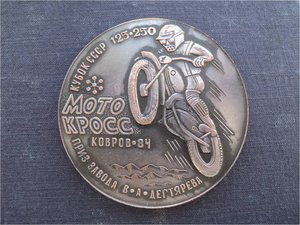 КУБОК СССР 125·250
МОТО
КРОСС
КОВРОВ·84
ПРИЗ ЗАВОДА В·А·ДЕГТЯРЕВА